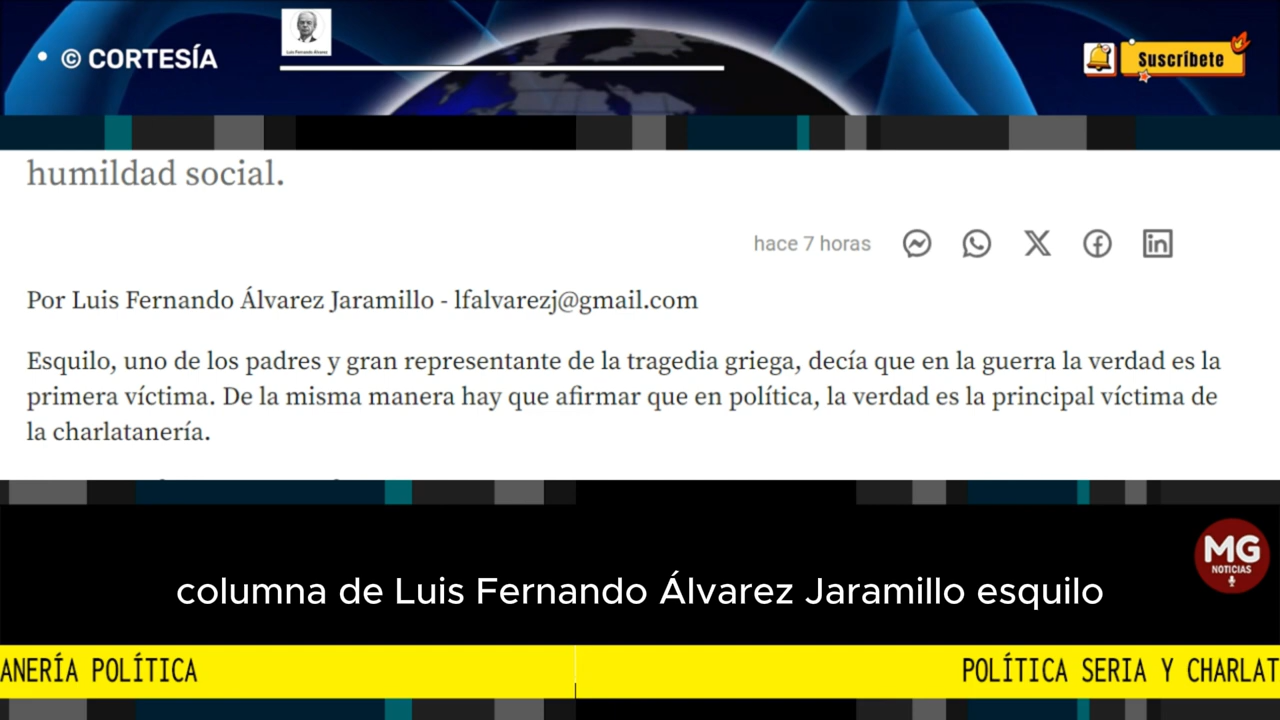 © CORTESÍA
Luis Fernando Álvarez
Suscríbete
humildad social.
hace 7 horas
Por Luis Fernando Álvarez Jaramillo - lfalvarezj@gmail.com
Esquilo, uno de los padres y gran representante de la tragedia griega, decía que en la guerra la verdad es la
primera víctima. De la misma manera hay que afirmar que en política, la verdad es la principal víctima de
la charlatanería.
MG
NOTICIAS
columna de Luis Fernando Álvarez Jaramillo esquilo
ANERÍA POLÍTICA
POLÍTICA SERIA Y CHARLAT